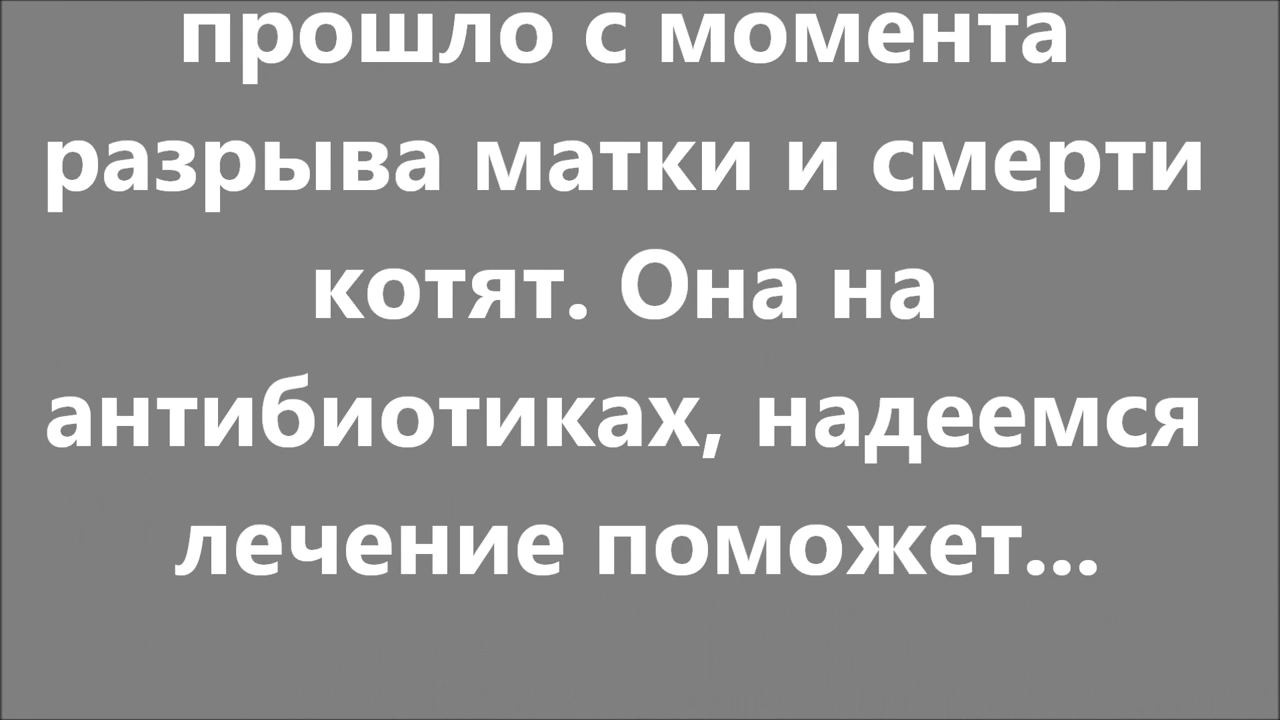 прошло с момента
разрыва матки и смерти
котят. Она на
антибиотиках, надеемся
лечение поможет...